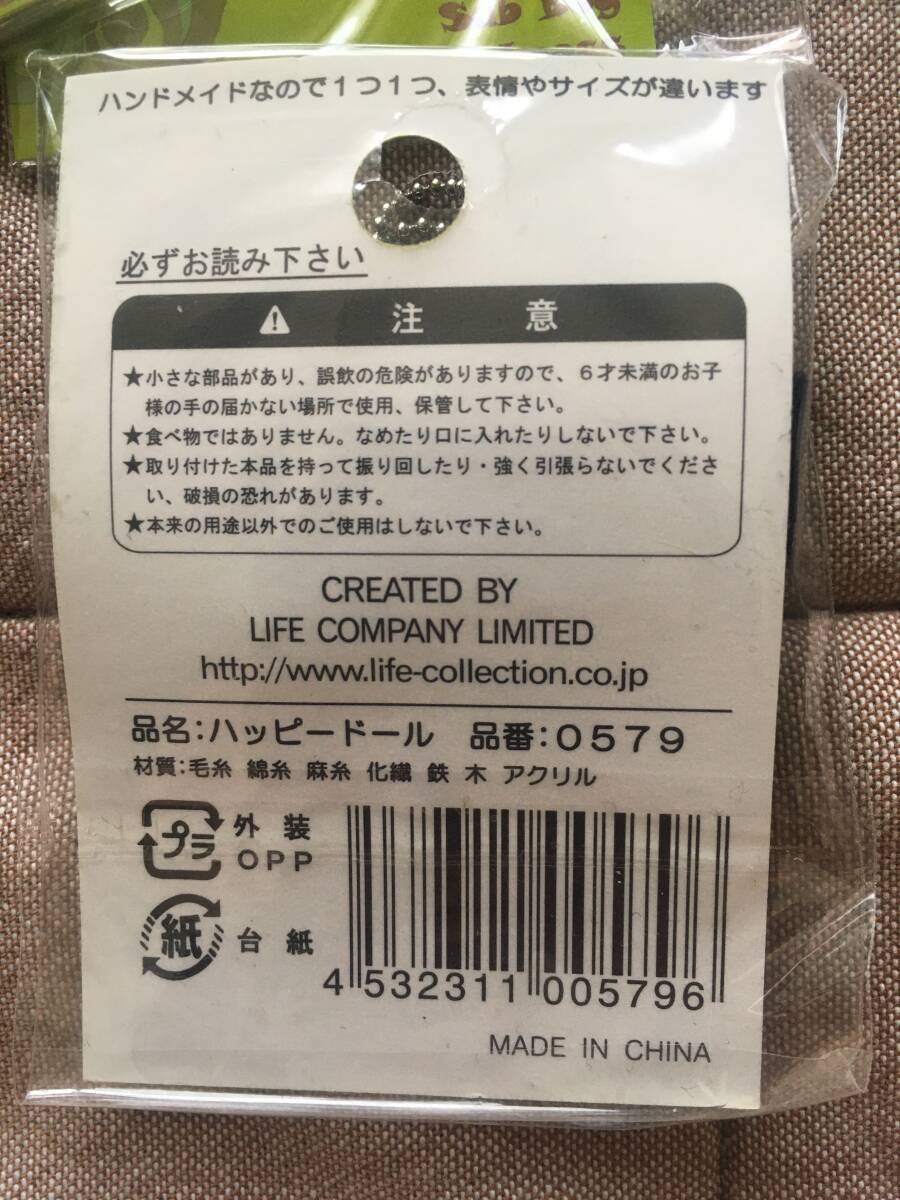 ハンドメイドなので１つ１つ、表情やサイズが違います
必ずお読み下さい
注 意
★小さな部品があり、誤飲の危険がありますので、６才未満のお子
様の手の届かない場所で使用、保管して下さい。
★食べ物ではありません。なめたり口に入れたりしないで下さい。
★取り付けた本品を持って振り回したり・強く引張らないでくださ
い、破損の恐れがあります。
★本来の用途以外でのご使用はしないで下さい。
CREATED BY
LIFE COMPANY LIMITED
http://www.life-collection.co.jp
品名:ハッピードール 品番:0579
材質:毛糸 綿糸 麻糸 化繊 鉄 木 アクリル
プラ 外装
OPP
紙 台紙
4 532311 005796
MADE IN CHINA